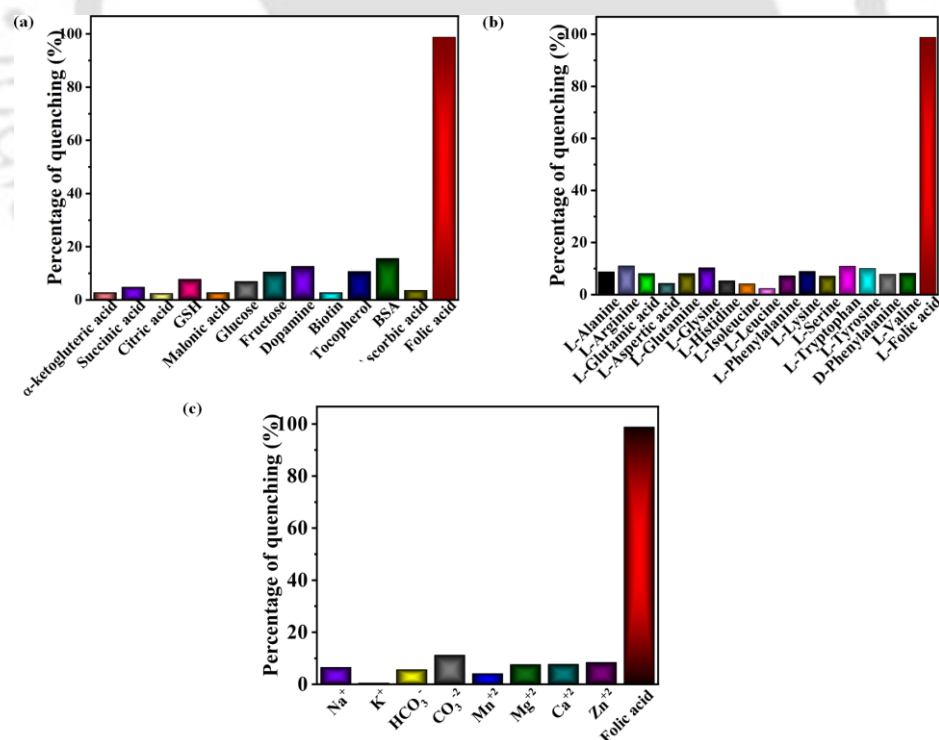 (a)
Percentage of quenching (%)
100
80
60
40
20
0
α-ketogluteric acid
Succinic acid
Citric acid
GSH
Malonic acid
Glucose
Fructose
Dopamine
Biotin
Tocopherol
BSA
scorbic acid
Folic acid
(b)
Percentage of quenching (%)
100
80
60
40
20
0
L-Alanine
L-Arginine
L-Glutamic acid
L-Aspertic acid
L-Glutamine
L-Glysine
L-Histidine
L-Isoleucine
L-Leucine
L-Phenylalanine
L-Lysine
L-Serine
L-Tryptophan
L-Tyrosine
D-Phenylalanine
L-Valine
L-Folic acid
(c)
Percentage of quenching (%)
100
80
60
40
20
0
Na⁺
K⁺
HCO₃⁻
CO₃⁻²
Mn⁺²
Mg⁺²
Ca⁺²
Zn⁺²
Folic acid